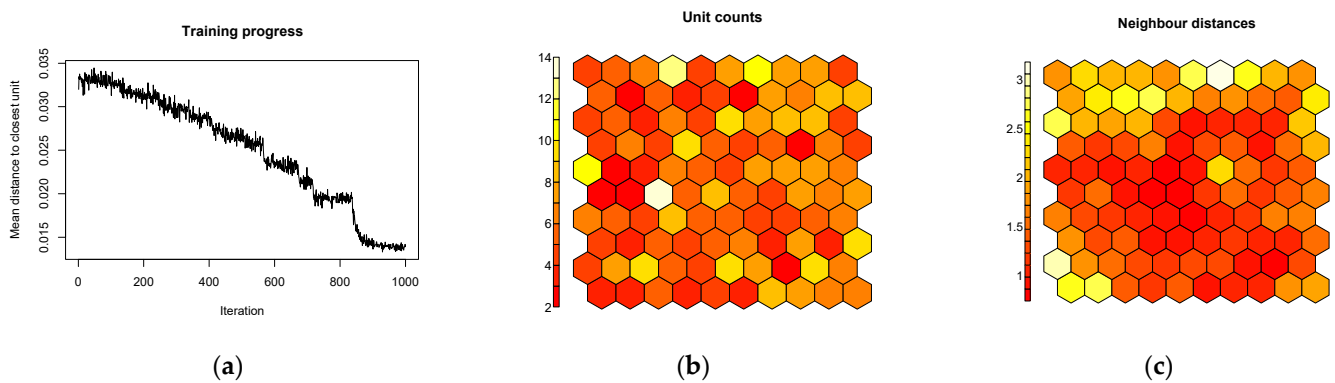 Training progress
Mean distance to closest unit
0.035
0.030
0.025
0.020
0.015
0 200 400 600 800 1000
Iteration
(a)
Unit counts
14
12
10
8
6
4
2
(b)
Neighbour distances
3
2.5
2
1.5
1
(c)